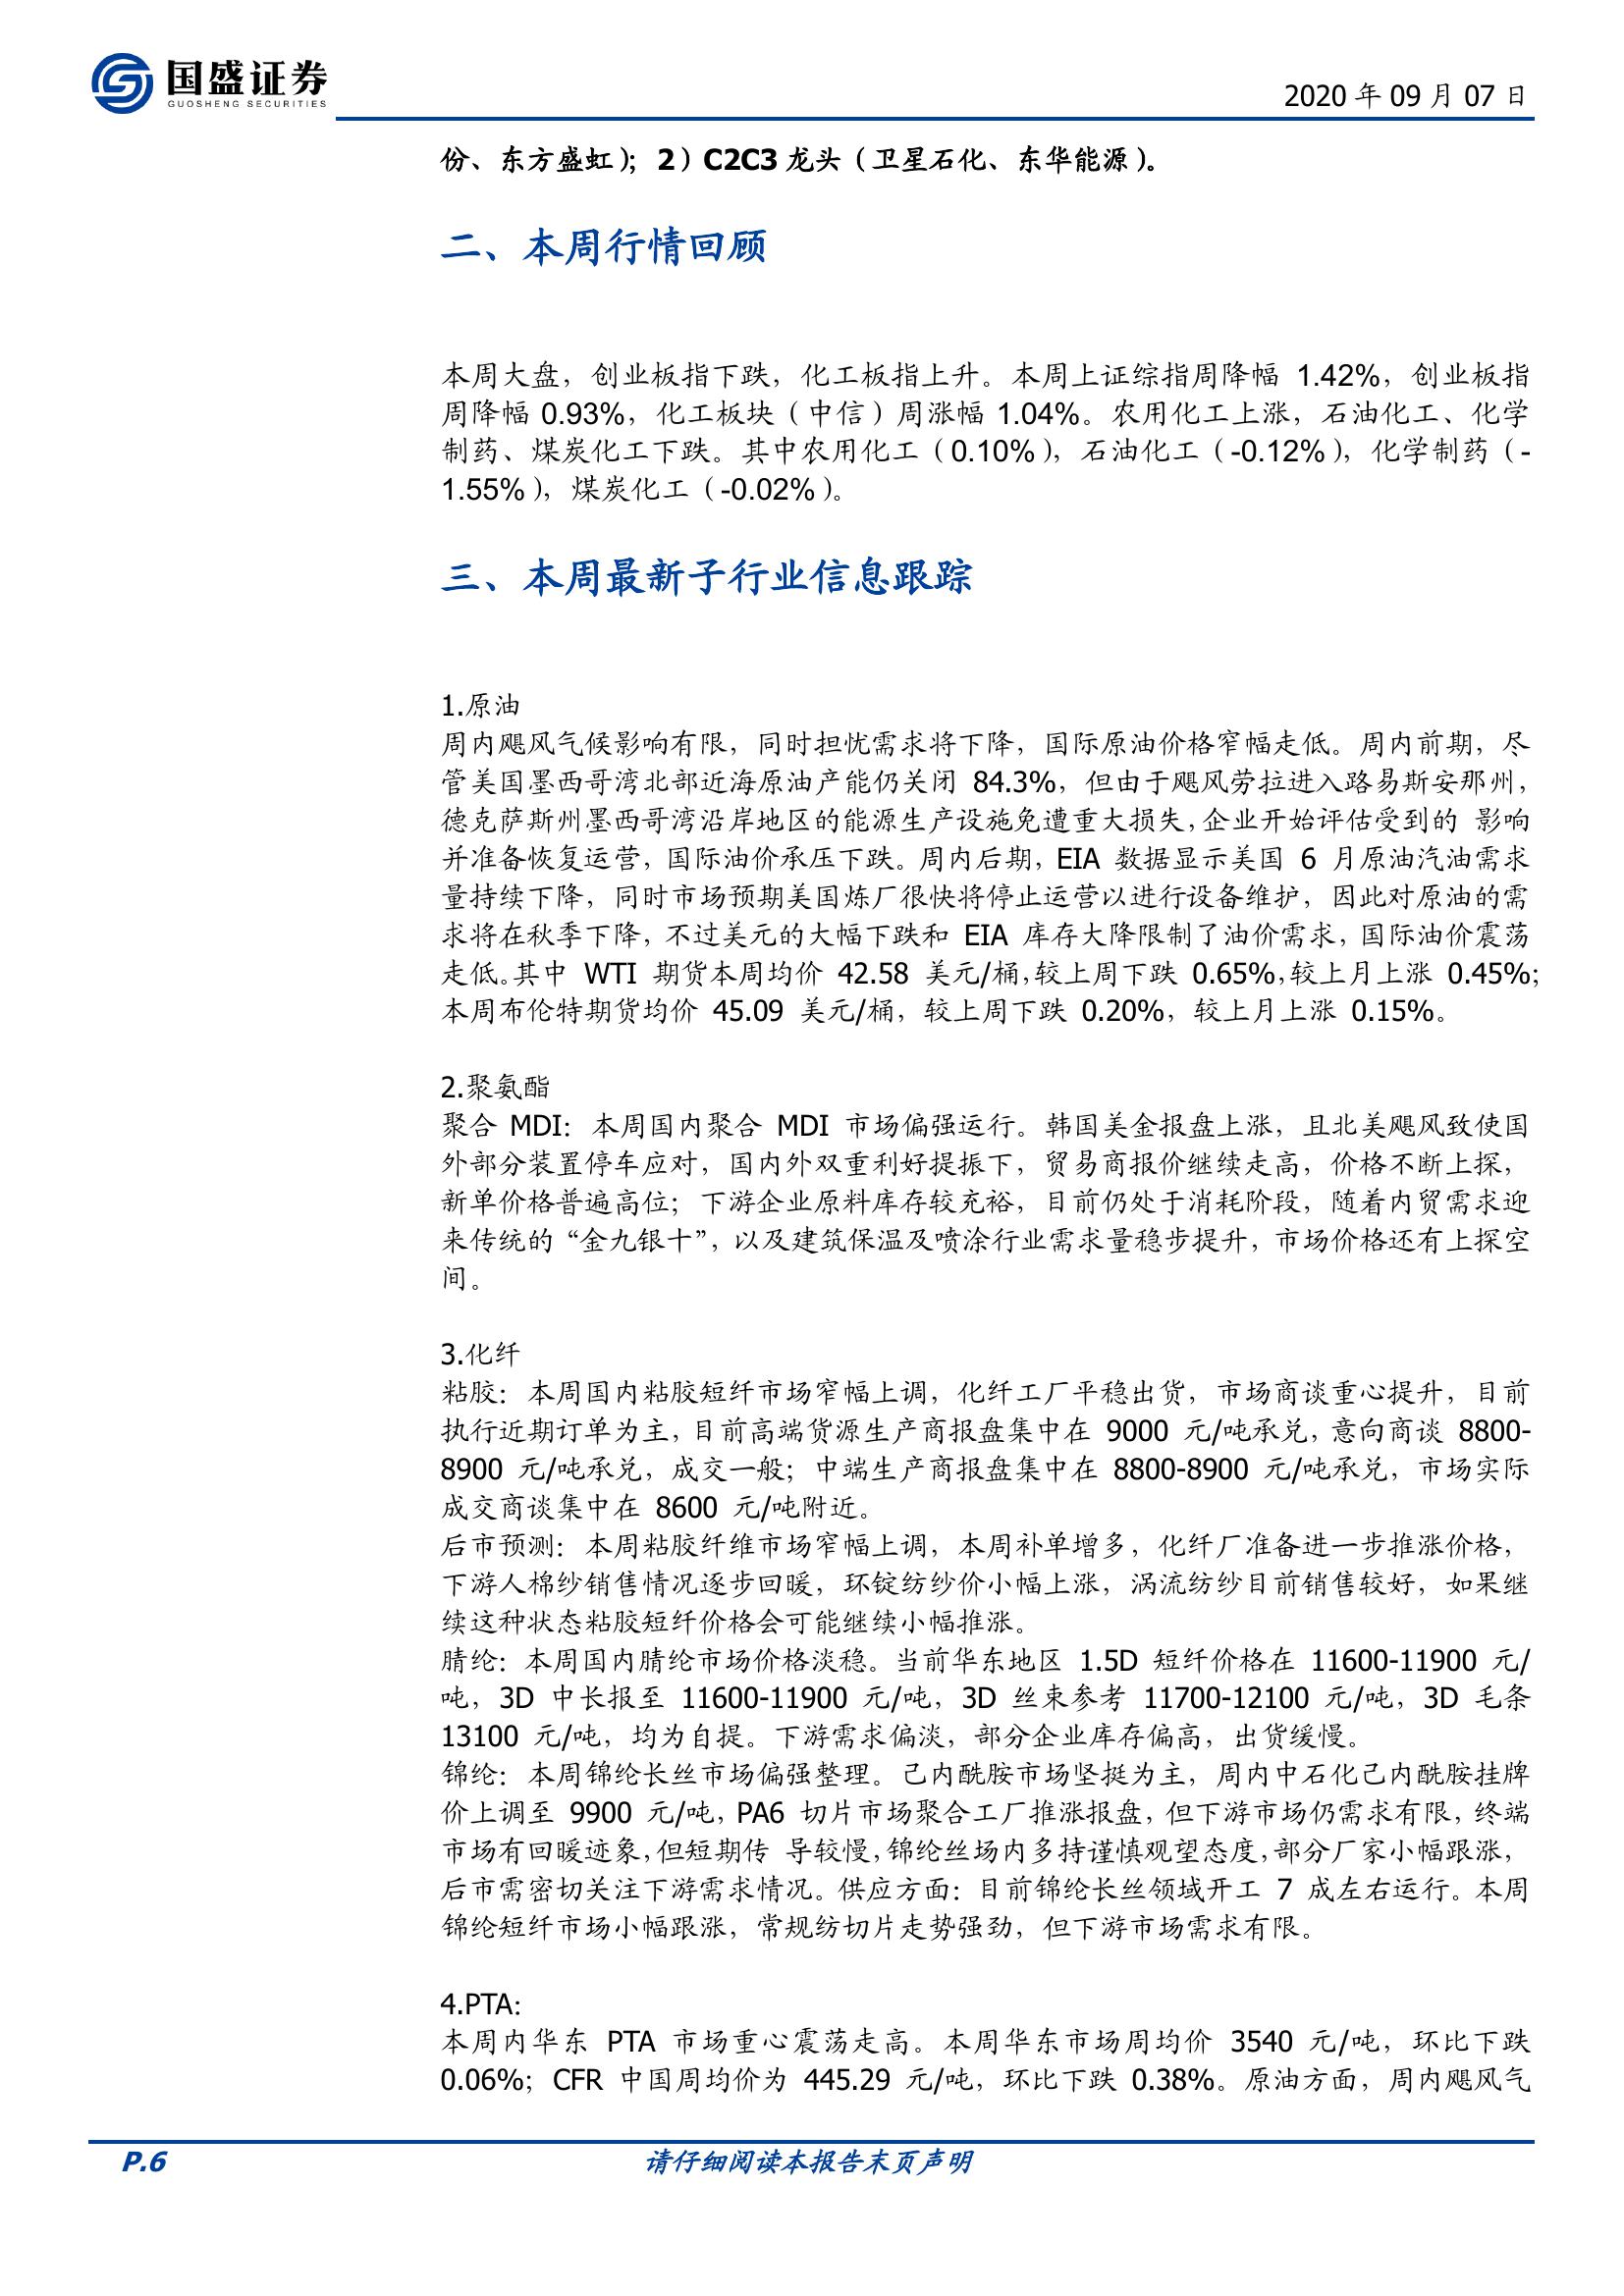 国盛证券
GUOSHENG SECURITIES
2020 年 09 月 07 日
份、东方盛虹）；2）C2C3 龙头（卫星石化、东华能源）。
二、本周行情回顾
本周大盘，创业板指下跌，化工板指上升。本周上证综指周降幅 1.42%，创业板指
周降幅 0.93%，化工板块（中信）周涨幅 1.04%。农用化工上涨，石油化工、化学
制药、煤炭化工下跌。其中农用化工（0.10%），石油化工（-0.12%），化学制药（-
1.55%），煤炭化工（-0.02%）。
三、本周最新子行业信息跟踪
1.原油
周内飓风气候影响有限，同时担忧需求将下降，国际原油价格窄幅走低。周内前期，尽
管美国墨西哥湾北部近海原油产能仍关闭 84.3%，但由于飓风劳拉进入路易斯安那州，
德克萨斯州墨西哥湾沿岸地区的能源生产设施免遭重大损失，企业开始评估受到的 影响
并准备恢复运营，国际油价承压下跌。周内后期，EIA 数据显示美国 6 月原油汽油需求
量持续下降，同时市场预期美国炼厂很快将停止运营以进行设备维护，因此对原油的需
求将在秋季下降，不过美元的大幅下跌和 EIA 库存大降限制了油价需求，国际油价震荡
走低。其中 WTI 期货本周均价 42.58 美元/桶，较上周下跌 0.65%，较上月上涨 0.45%；
本周布伦特期货均价 45.09 美元/桶，较上周下跌 0.20%，较上月上涨 0.15%。
2.聚氨酯
聚合 MDI：本周国内聚合 MDI 市场偏强运行。韩国美金报盘上涨，且北美飓风致使国
外部分装置停车应对，国内外双重利好提振下，贸易商报价继续走高，价格不断上探，
新单价格普遍高位；下游企业原料库存较充裕，目前仍处于消耗阶段，随着内贸需求迎
来传统的“金九银十”，以及建筑保温及喷涂行业需求量稳步提升，市场价格还有上探空
间。
3.化纤
粘胶：本周国内粘胶短纤市场窄幅上调，化纤工厂平稳出货，市场商谈重心提升，目前
执行近期订单为主，目前高端货源生产商报盘集中在 9000 元/吨承兑，意向商谈 8800-
8900 元/吨承兑，成交一般；中端生产商报盘集中在 8800-8900 元/吨承兑，市场实际
成交商谈集中在 8600 元/吨附近。
后市预测：本周粘胶纤维市场窄幅上调，本周补单增多，化纤厂准备进一步推涨价格，
下游人棉纱销售情况逐步回暖，环锭纺纱价小幅上涨，涡流纺纱目前销售较好，如果继
续这种状态粘胶短纤价格会可能继续小幅推涨。
腈纶：本周国内腈纶市场价格淡稳。当前华东地区 1.5D 短纤价格在 11600-11900 元/
吨，3D 中长报至 11600-11900 元/吨，3D 丝束参考 11700-12100 元/吨，3D 毛条
13100 元/吨，均为自提。下游需求偏淡，部分企业库存偏高，出货缓慢。
锦纶：本周锦纶长丝市场偏强整理。己内酰胺市场坚挺为主，周内中石化己内酰胺挂牌
价上调至 9900 元/吨，PA6 切片市场聚合工厂推涨报盘，但下游市场仍需求有限，终端
市场有回暖迹象，但短期传 导较慢，锦纶丝场内多持谨慎观望态度，部分厂家小幅跟涨，
后市需密切关注下游需求情况。供应方面：目前锦纶长丝领域开工 7 成左右运行。本周
锦纶短纤市场小幅跟涨，常规纺切片走势强劲，但下游市场需求有限。
4.PTA：
本周内华东 PTA 市场重心震荡走高。本周华东市场周均价 3540 元/吨，环比下跌
0.06%；CFR 中国周均价为 445.29 元/吨，环比下跌 0.38%。原油方面，周内飓风气
P.6
请仔细阅读本报告末页声明